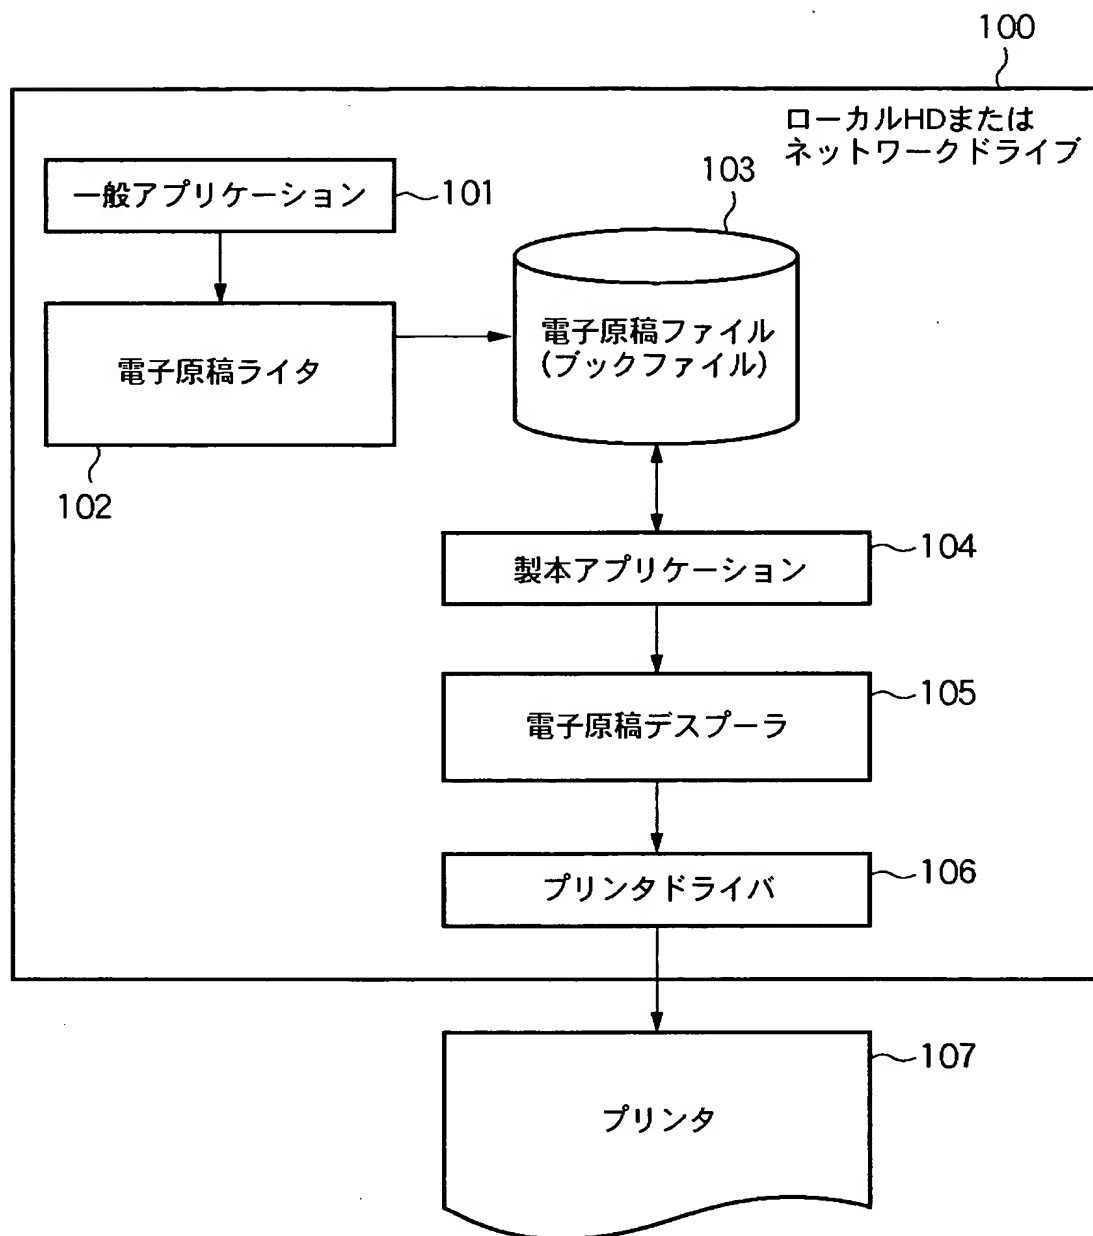 100
ローカルHDまたは
ネットワークドライブ
一般アプリケーション
101
103
電子原稿ライタ
電子原稿ファイル
(ブックファイル)
102
製本アプリケーション
104
電子原稿デスプーラ
105
プリンタドライバ
106
プリンタ
107